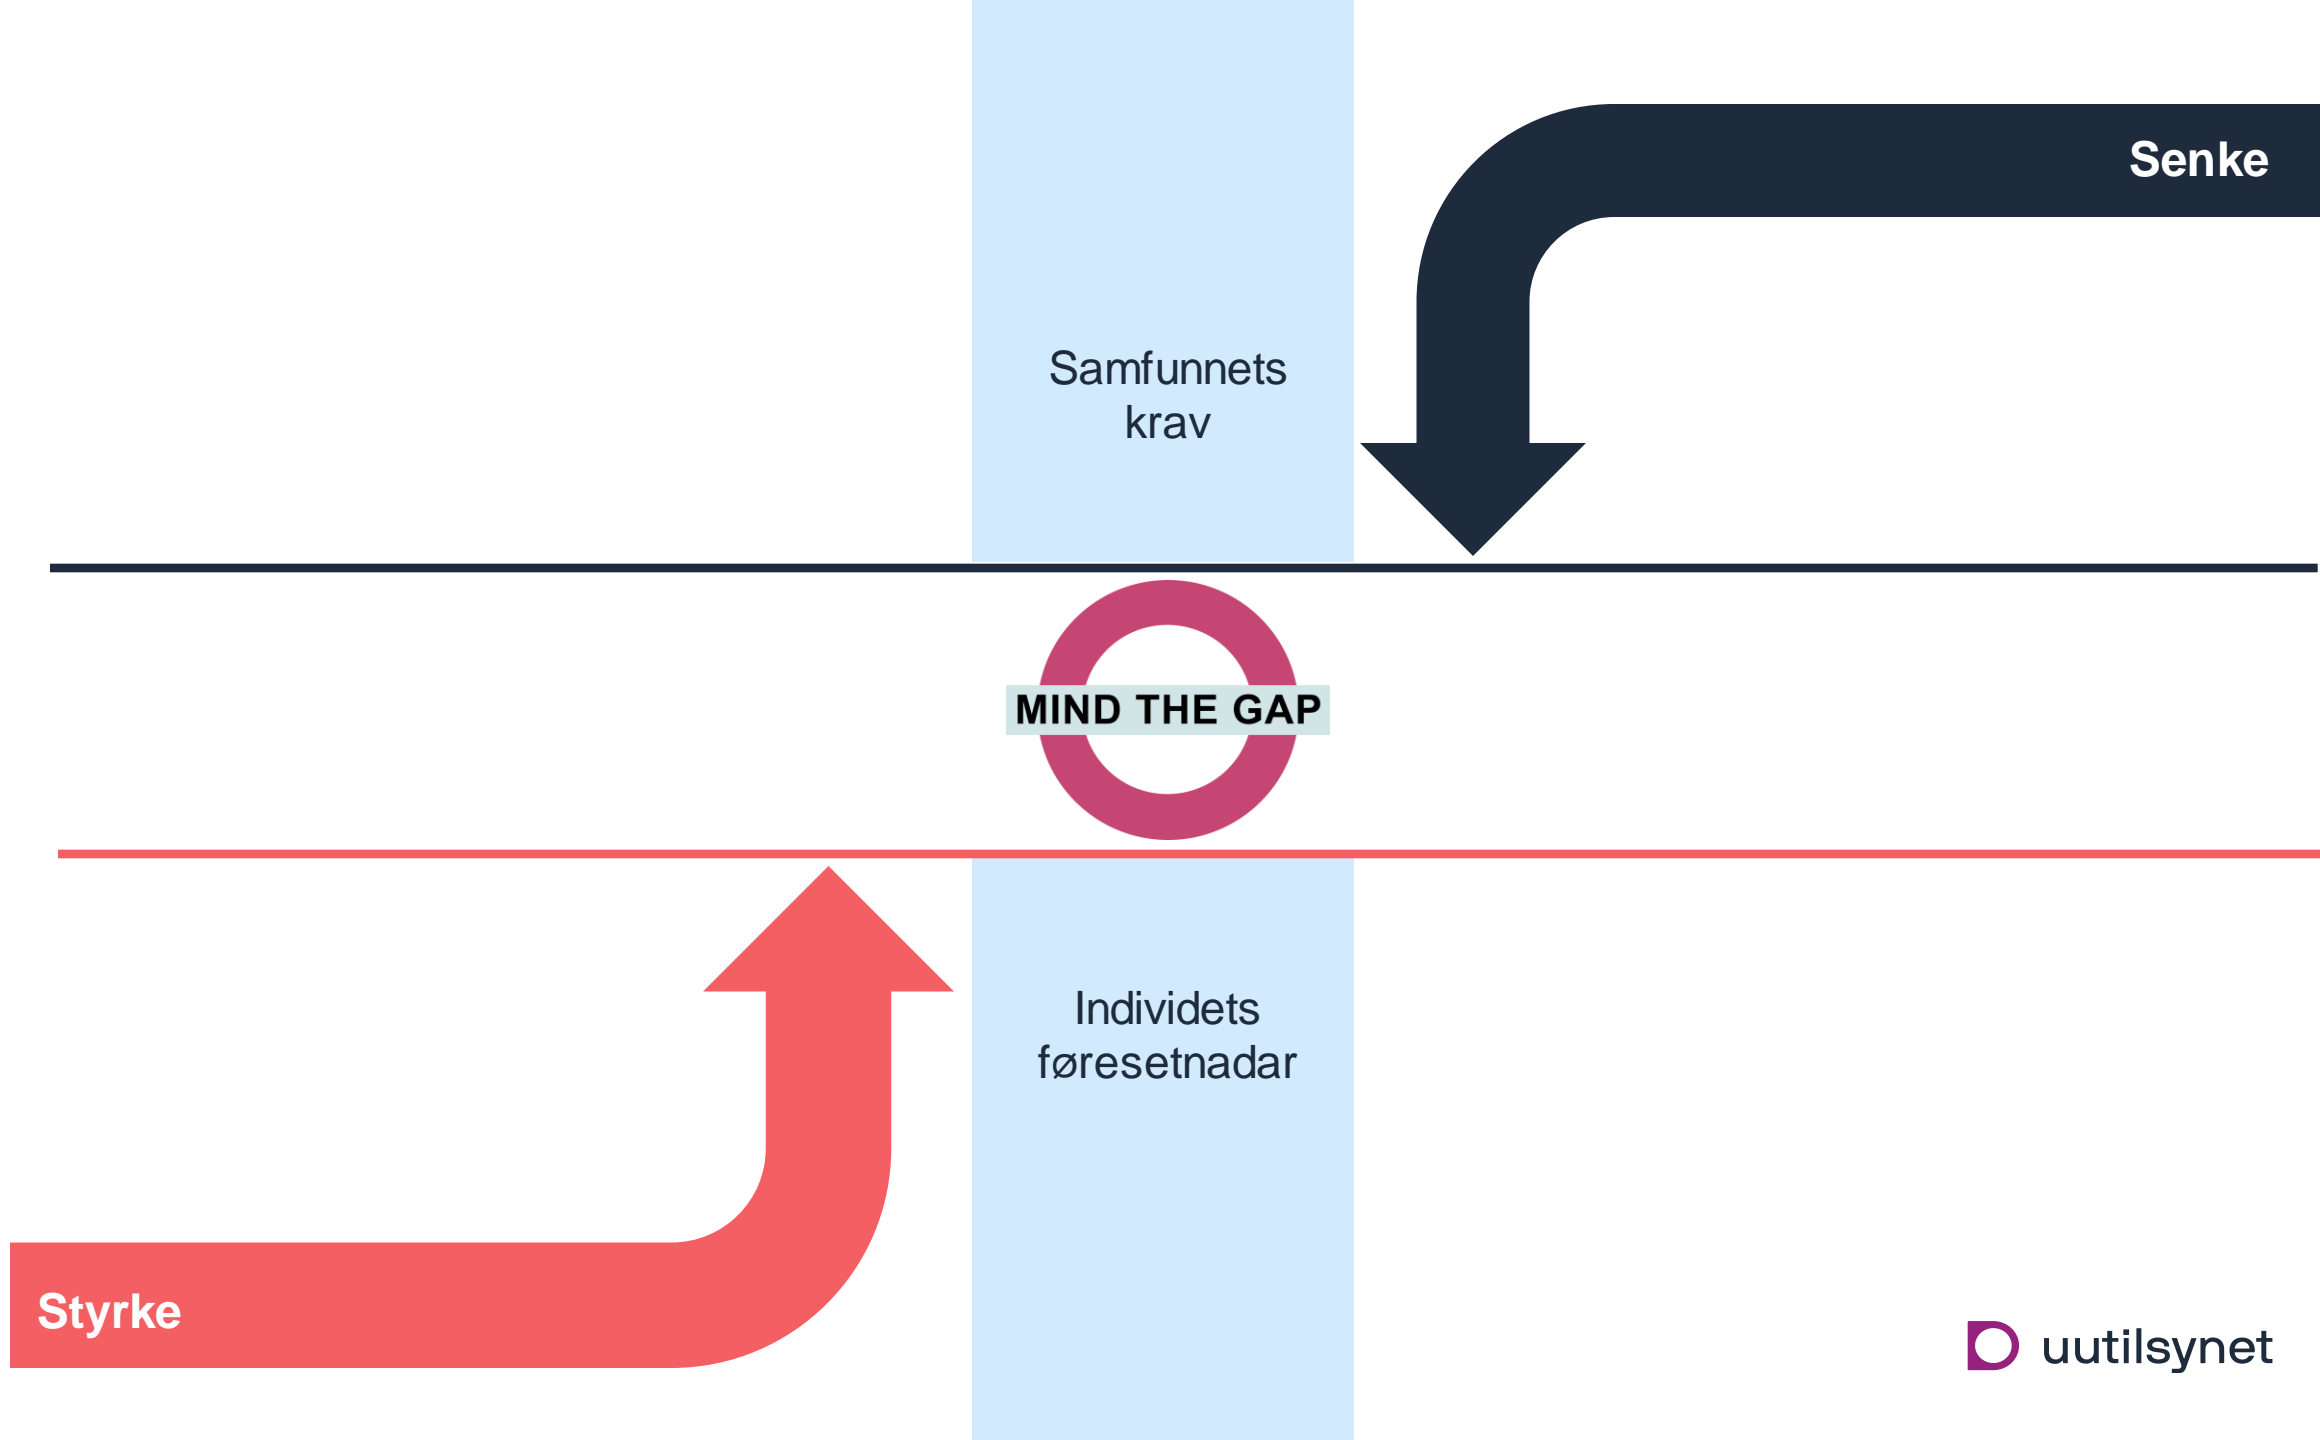 Senke
Samfunnets
krav
MIND THE GAP
Individets
føresetnadar
Styrke
uutilsynet